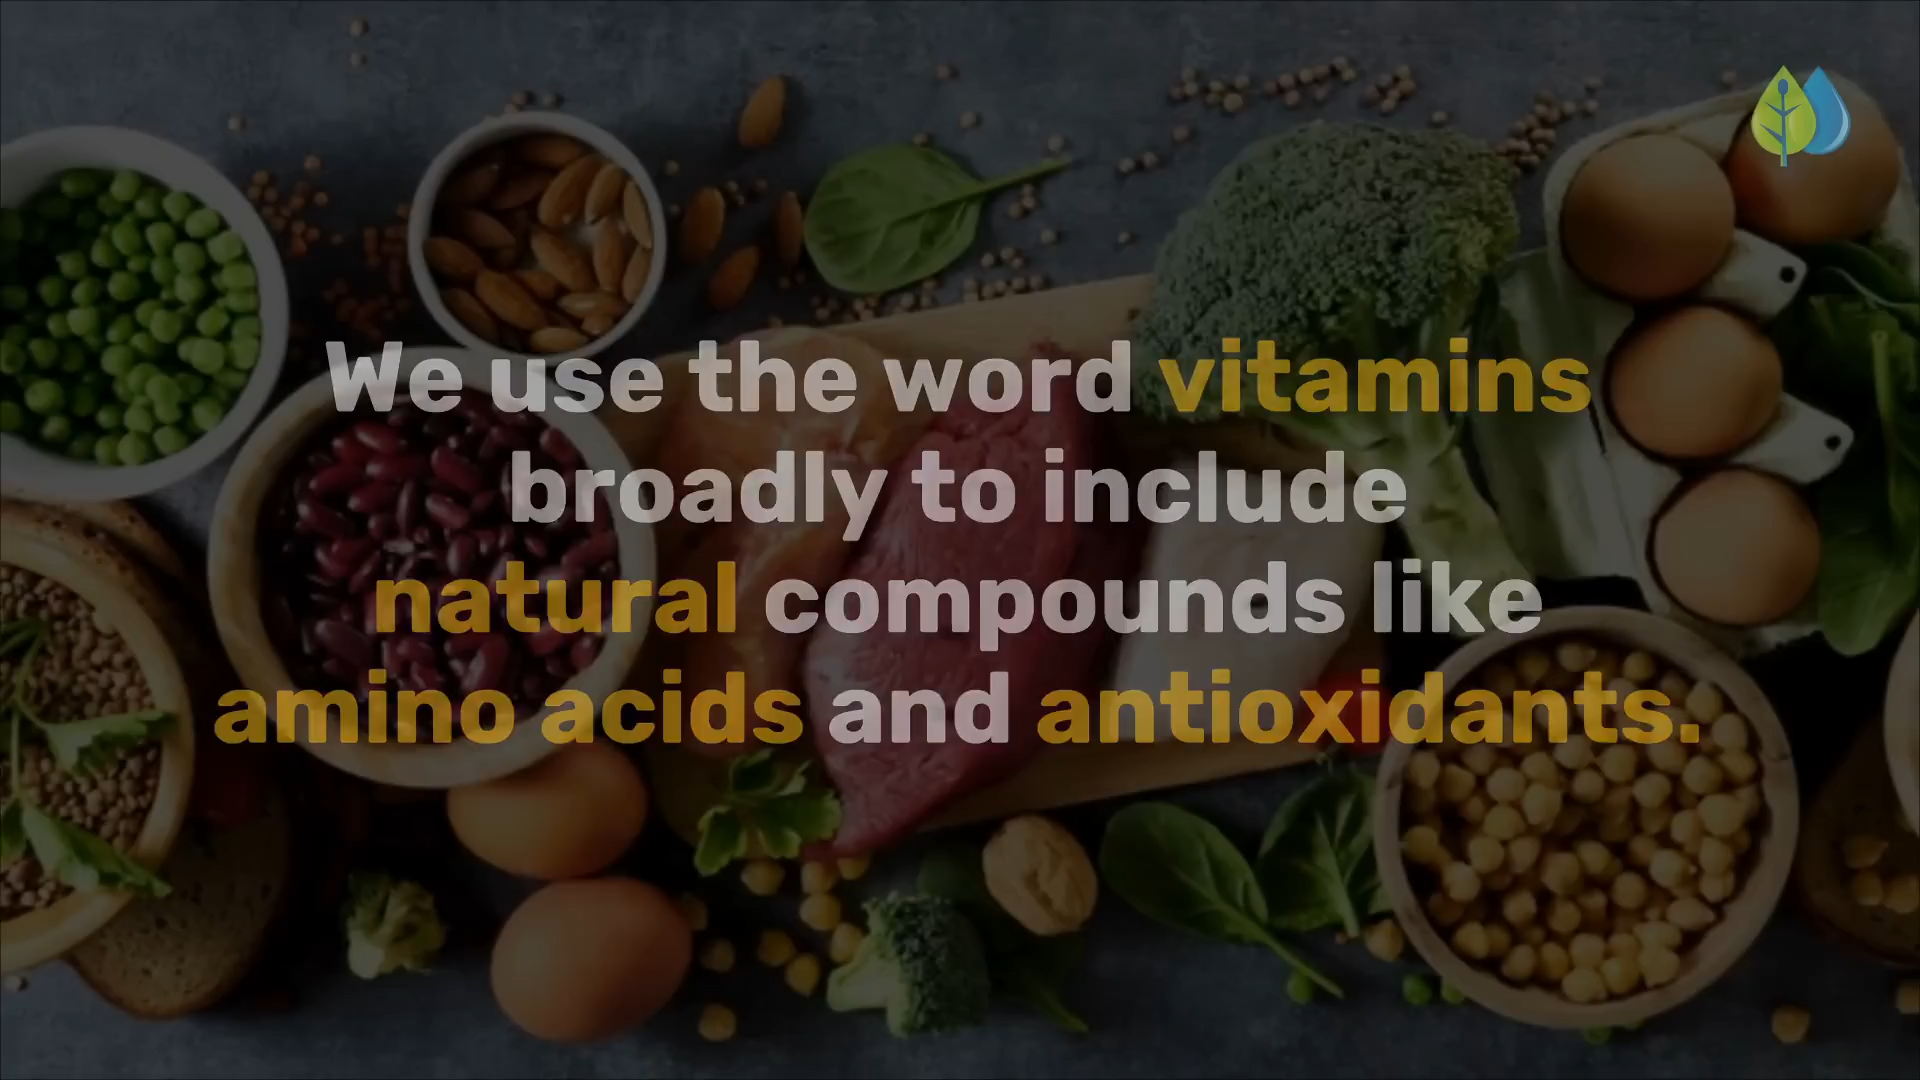 We use the word vitamins
broadly to include
natural compounds like
amino acids and antioxidants.